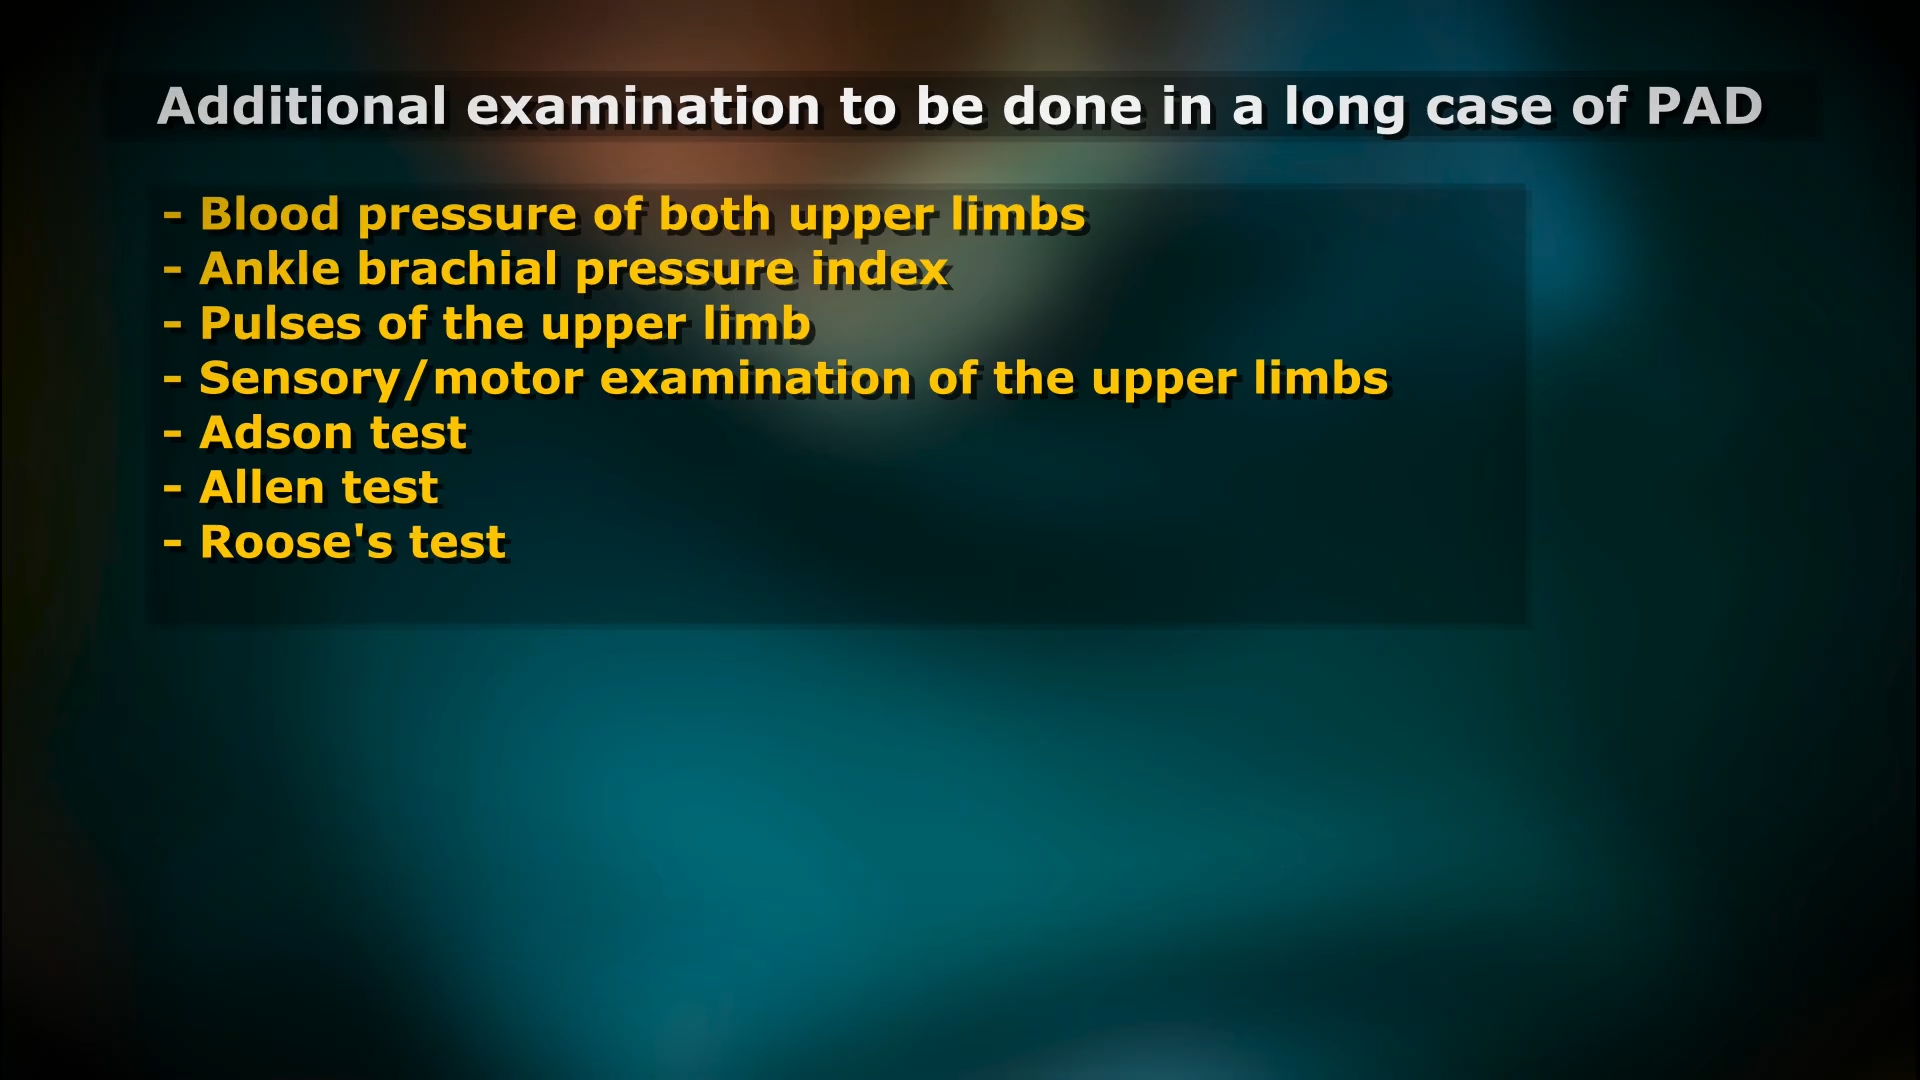 Additional examination to be done in a long case of PAD
- Blood pressure of both upper limbs
- Ankle brachial pressure index
- Pulses of the upper limb
- Sensory/motor examination of the upper limbs
- Adson test
- Allen test
- Roose's test